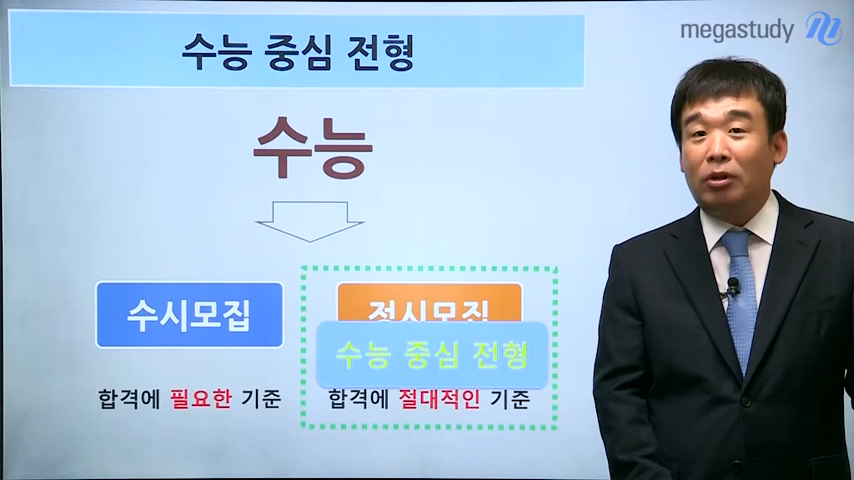 megastudy
수능 중심 전형
수능
수시모집
정시모집
수능 중심 전형
합격에 필요한 기준
합격에 절대적인 기준